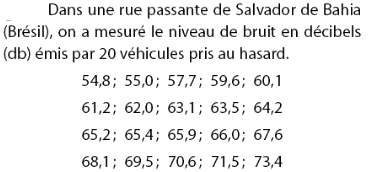 Dans une rue passante de Salvador de Bahia
(Brésil), on a mesuré le niveau de bruit en décibels
(db) émis par 20 véhicules pris au hasard.
54,8 ; 55,0 ; 57,7 ; 59,6 ; 60,1
61,2 ; 62,0 ; 63,1 ; 63,5 ; 64,2
65,2 ; 65,4 ; 65,9 ; 66,0 ; 67,6
68,1 ; 69,5 ; 70,6 ; 71,5 ; 73,4